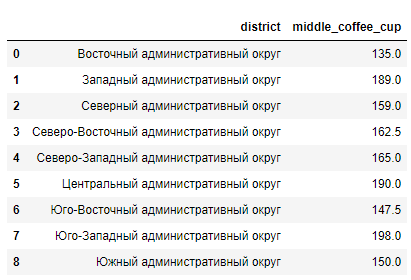 district middle_coffee_cup
0 Восточный административный округ 135.0
1 Западный административный округ 189.0
2 Северный административный округ 159.0
3 Северо-Восточный административный округ 162.5
4 Северо-Западный административный округ 165.0
5 Центральный административный округ 190.0
6 Юго-Восточный административный округ 147.5
7 Юго-Западный административный округ 198.0
8 Южный административный округ 150.0